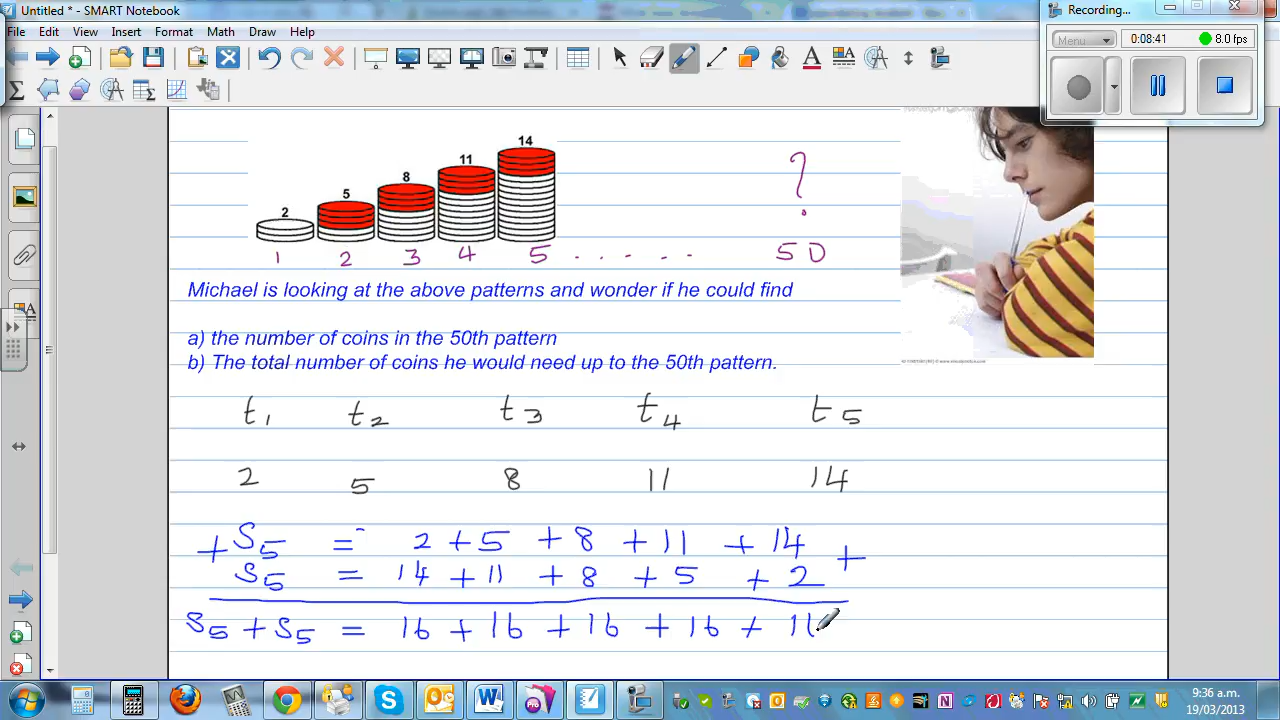 Untitled * - SMART Notebook
Recording...
File Edit View Insert Format Math Draw Help
Menu 0:08:41 8.0 fps
2 5 8 11 14 ?
1 2 3 4 5 . . . . . . 50
Michael is looking at the above patterns and wonder if he could find
a) the number of coins in the 50th pattern
b) The total number of coins he would need up to the 50th pattern.
t1 t2 t3 t4 t5
2 5 8 11 14
+ S5 = 2 + 5 + 8 + 11 + 14 +
S5 = 14 + 11 + 8 + 5 + 2
S5 + S5 = 16 + 16 + 16 + 16 + 16
9:36 a.m.
19/03/2013